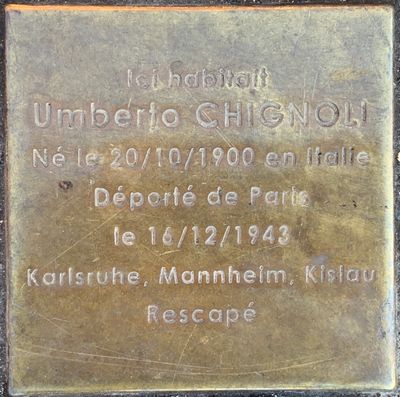 Ici habitait
Umberto CHIGNOLI
Né le 20/10/1900 en Italie
Déporté de Paris
le 16/12/1943
Karlsruhe, Mannheim, Kislau
Rescapé